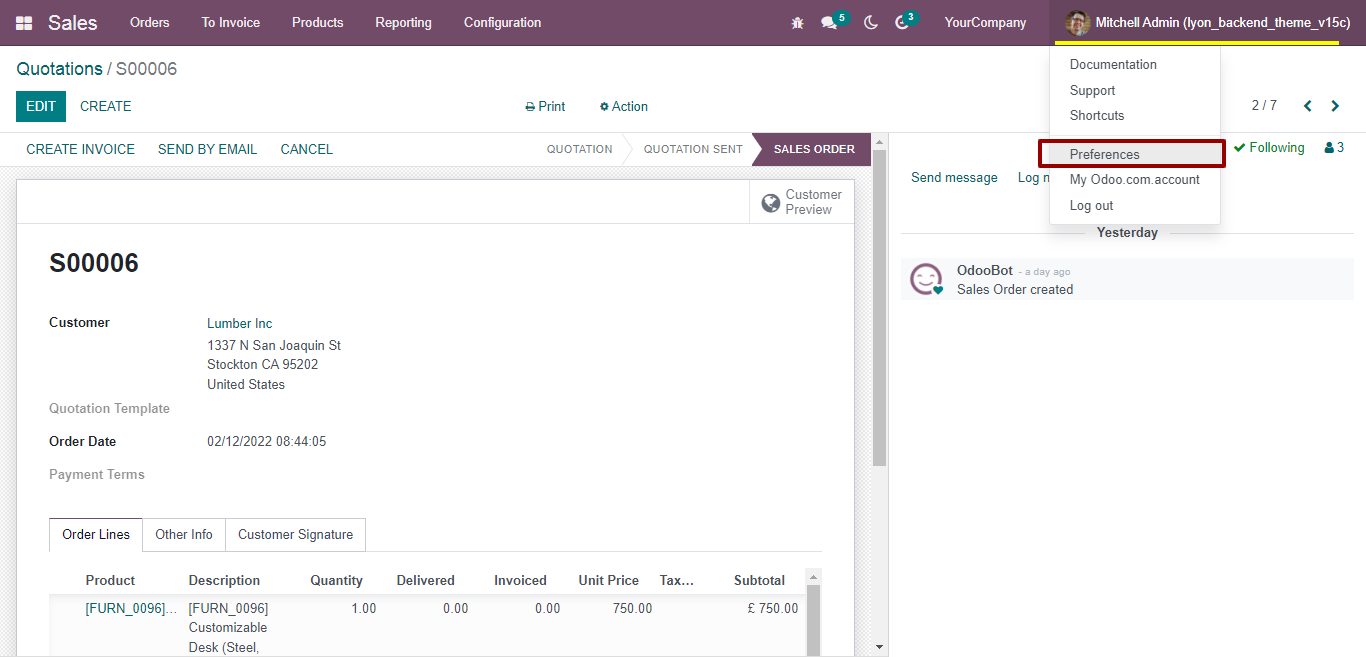 Sales Orders To Invoice Products Reporting Configuration 5 3 YourCompany Mitchell Admin (lyon_backend_theme_v15c)
Quotations / S00006
EDIT CREATE
Print Action
2 / 7
Documentation
Support
Shortcuts
Preferences
My Odoo.com.account
Log out
CREATE INVOICE SEND BY EMAIL CANCEL
QUOTATION QUOTATION SENT SALES ORDER
Following 3
Send message Log n
Customer
Preview
S00006
Customer Lumber Inc
1337 N San Joaquin St
Stockton CA 95202
United States
Quotation Template
Order Date 02/12/2022 08:44:05
Payment Terms
Order Lines Other Info Customer Signature
Product Description Quantity Delivered Invoiced Unit Price Tax... Subtotal
[FURN_0096]... [FURN_0096] 1.00 0.00 0.00 750.00 £ 750.00
Customizable
Desk (Steel,
Yesterday
OdooBot - a day ago
Sales Order created